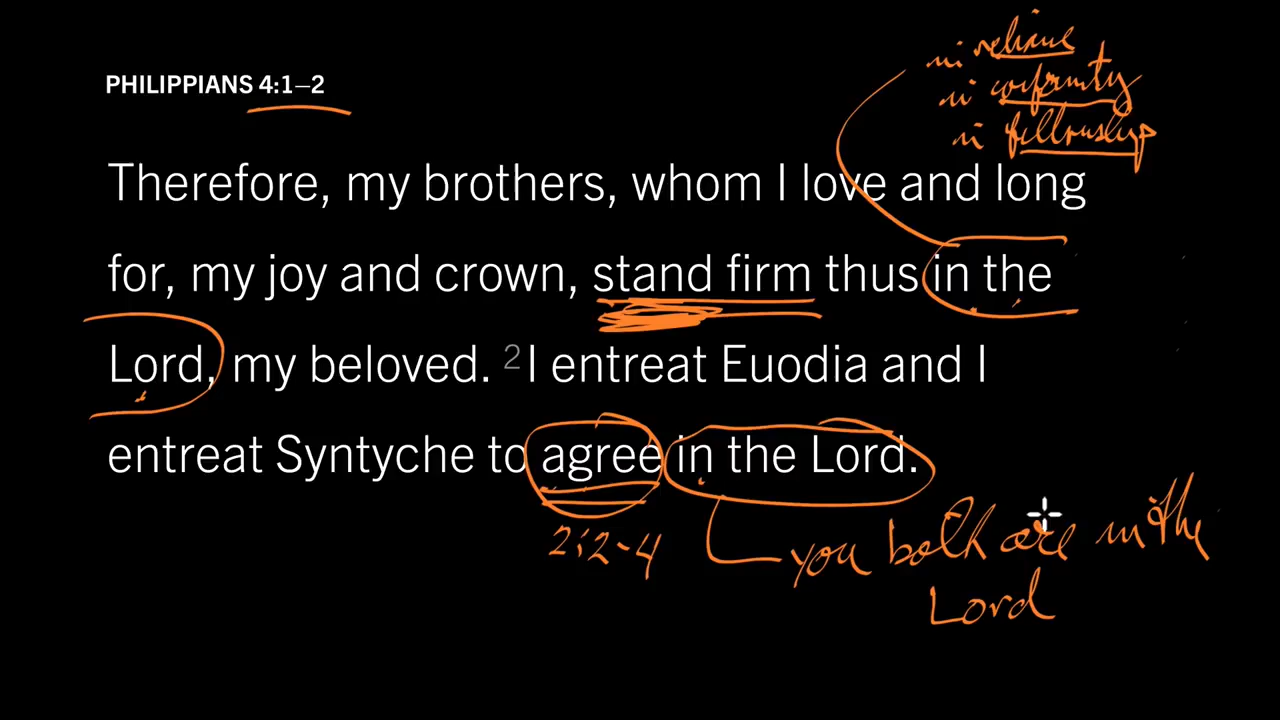 in reliance
in conformity
in fellowship
PHILIPPIANS 4:1–2
Therefore, my brothers, whom I love and long
for, my joy and crown, stand firm thus in the
Lord, my beloved. 2 I entreat Euodia and I
entreat Syntyche to agree in the Lord.
2:2-4 you both are in the
Lord